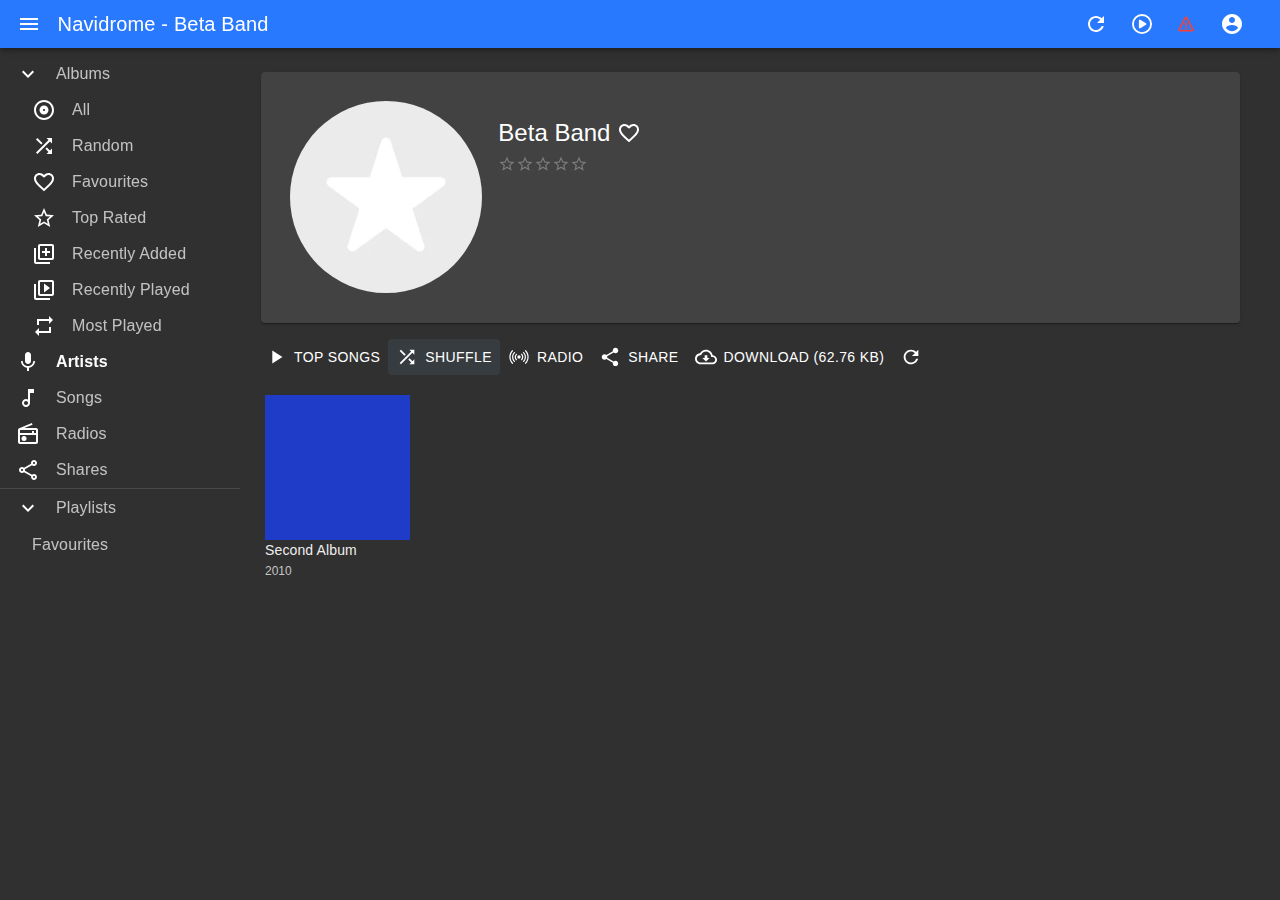 Navidrome - Beta Band
Albums
All
Random
Favourites
Top Rated
Recently Added
Recently Played
Most Played
Artists
Songs
Radios
Shares
Playlists
Favourites
Beta Band
TOP SONGS
SHUFFLE
RADIO
SHARE
DOWNLOAD (62.76 KB)
Second Album
2010